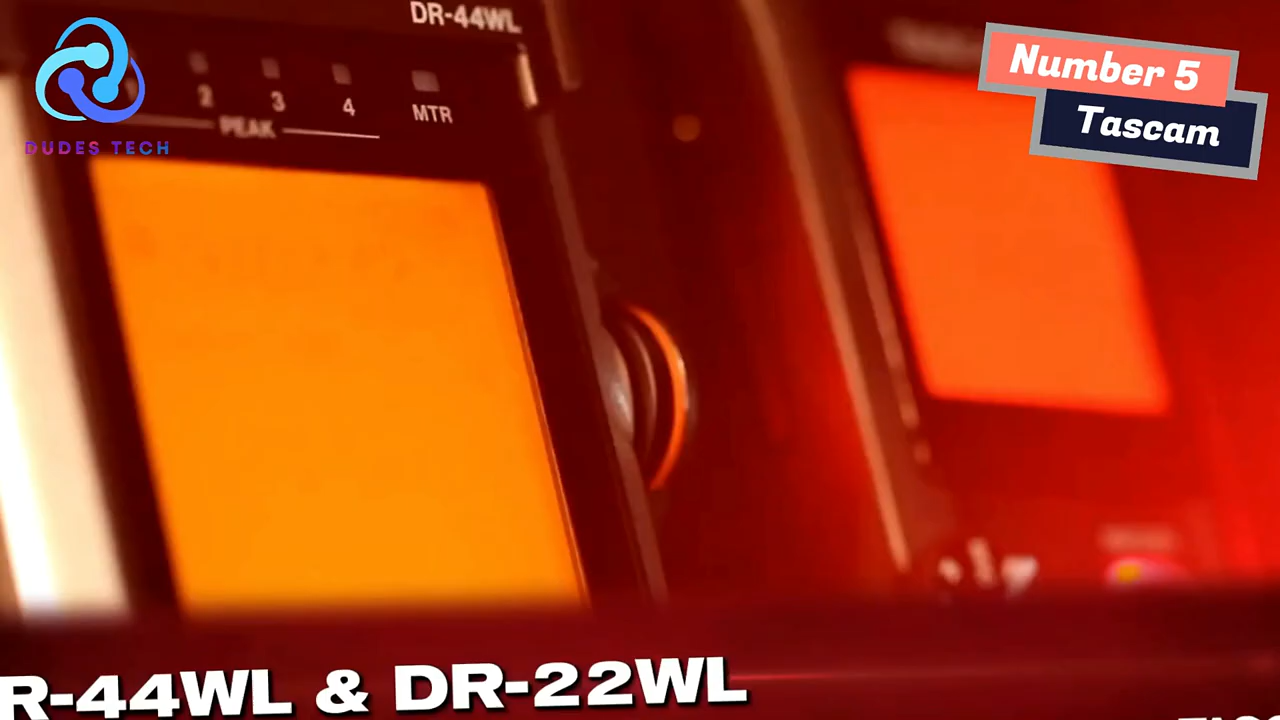 DR-44WL
DUDES TECH
2 3 4 MTR
PEAK
Number 5
Tascam
R-44WL & DR-22WL